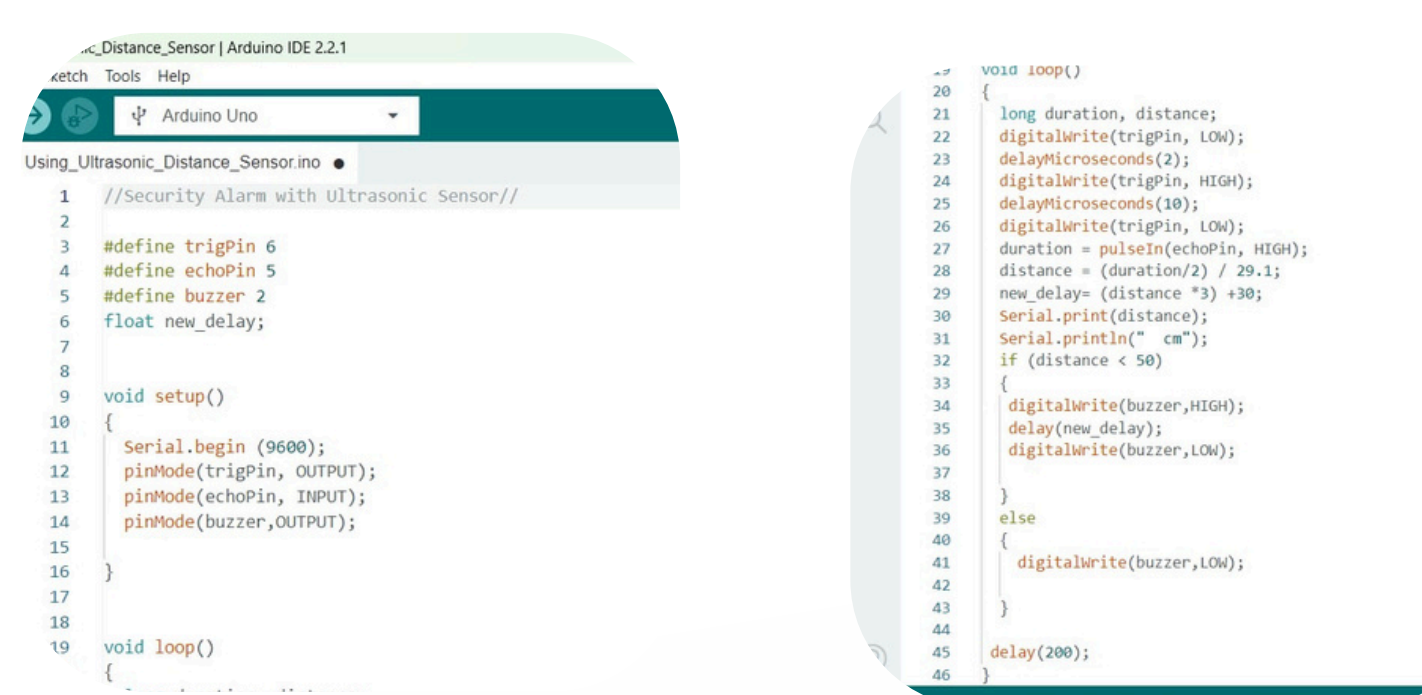 _Distance_Sensor | Arduino IDE 2.2.1
Tools Help
Arduino Uno
Using_Ultrasonic_Distance_Sensor.ino ●
1 //Security Alarm with Ultrasonic Sensor//
2
3 #define trigPin 6
4 #define echoPin 5
5 #define buzzer 2
6 float new_delay;
7
8
9 void setup()
10 {
11 Serial.begin (9600);
12 pinMode(trigPin, OUTPUT);
13 pinMode(echoPin, INPUT);
14 pinMode(buzzer,OUTPUT);
15
16 }
17
18
19 void loop()
{
19 void loop()
20 {
21 long duration, distance;
22 digitalWrite(trigPin, LOW);
23 delayMicroseconds(2);
24 digitalWrite(trigPin, HIGH);
25 delayMicroseconds(10);
26 digitalWrite(trigPin, LOW);
27 duration = pulseIn(echoPin, HIGH);
28 distance = (duration/2) / 29.1;
29 new_delay= (distance *3) +30;
30 Serial.print(distance);
31 Serial.println("  cm");
32 if (distance < 50)
33 {
34 digitalWrite(buzzer,HIGH);
35 delay(new_delay);
36 digitalWrite(buzzer,LOW);
37
38 }
39 else
40 {
41 digitalWrite(buzzer,LOW);
42
43 }
44
45 delay(200);
46 }